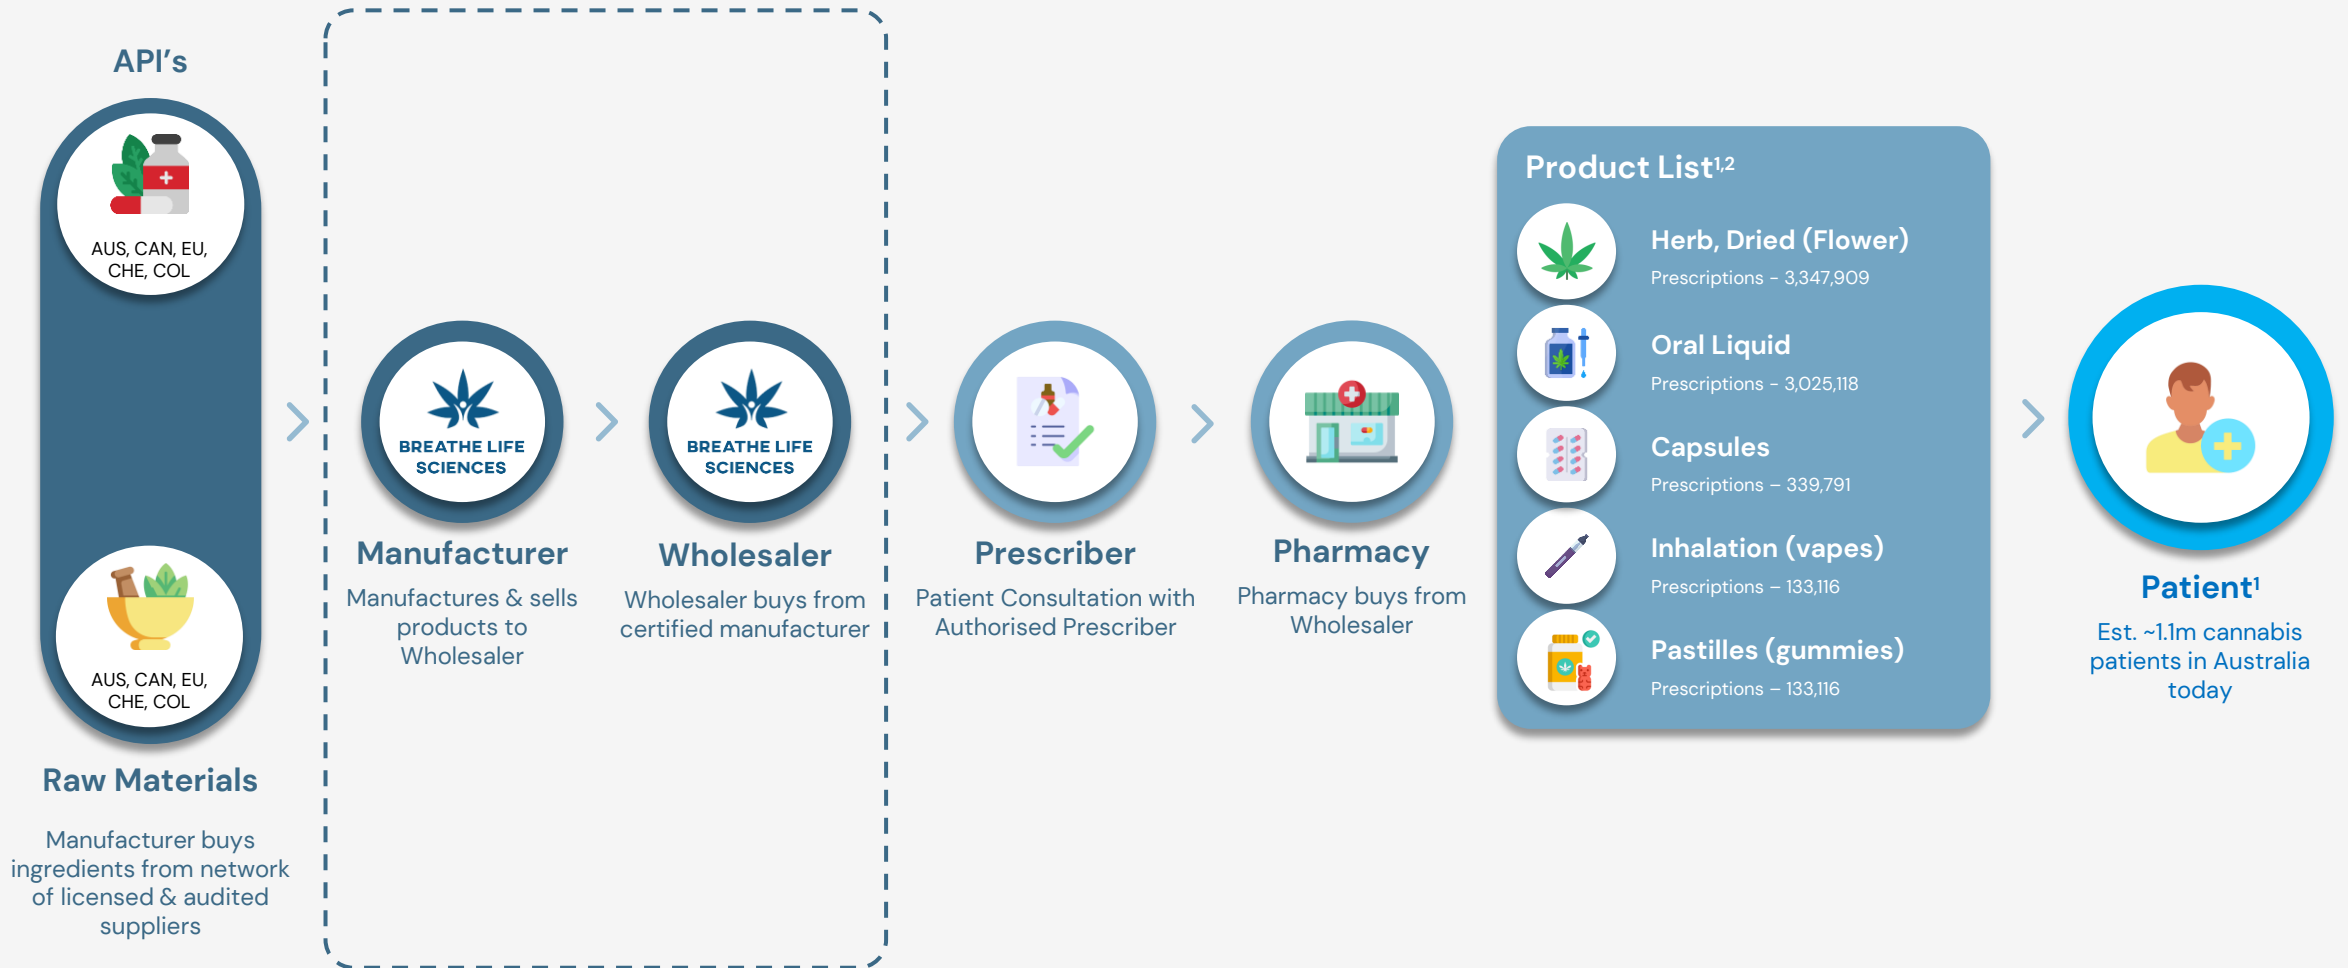 API's
AUS, CAN, EU,
CHE, COL
AUS, CAN, EU,
CHE, COL
Raw Materials
Manufacturer buys
ingredients from network
of licensed & audited
suppliers
BREATHE LIFE
SCIENCES
Manufacturer
Manufactures & sells
products to
Wholesaler
BREATHE LIFE
SCIENCES
Wholesaler
Wholesaler buys from
certified manufacturer
Prescriber
Patient Consultation with
Authorised Prescriber
Pharmacy
Pharmacy buys from
Wholesaler
Product List1,2
Herb, Dried (Flower)
Prescriptions - 3,347,909
Oral Liquid
Prescriptions - 3,025,118
Capsules
Prescriptions – 339,791
Inhalation (vapes)
Prescriptions – 133,116
Pastilles (gummies)
Prescriptions – 133,116
Patient1
Est. ~1.1m cannabis
patients in Australia
today